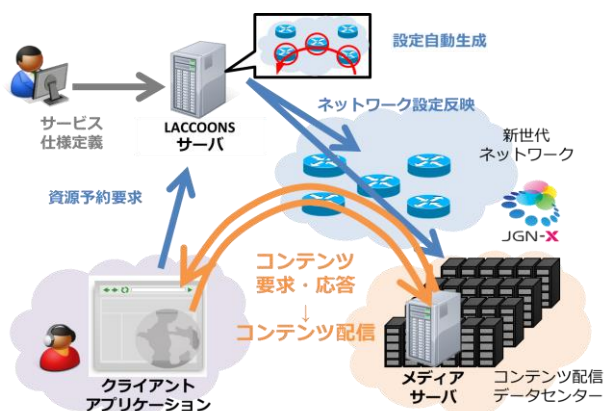 設定自動生成
サービス
仕様定義
LACCOONS
サーバ
ネットワーク設定反映
新世代
ネットワーク
資源予約要求
JGN-X
コンテンツ
要求・応答
↓
コンテンツ配信
クライアント
アプリケーション
メディア
サーバ
コンテンツ配信
データセンター